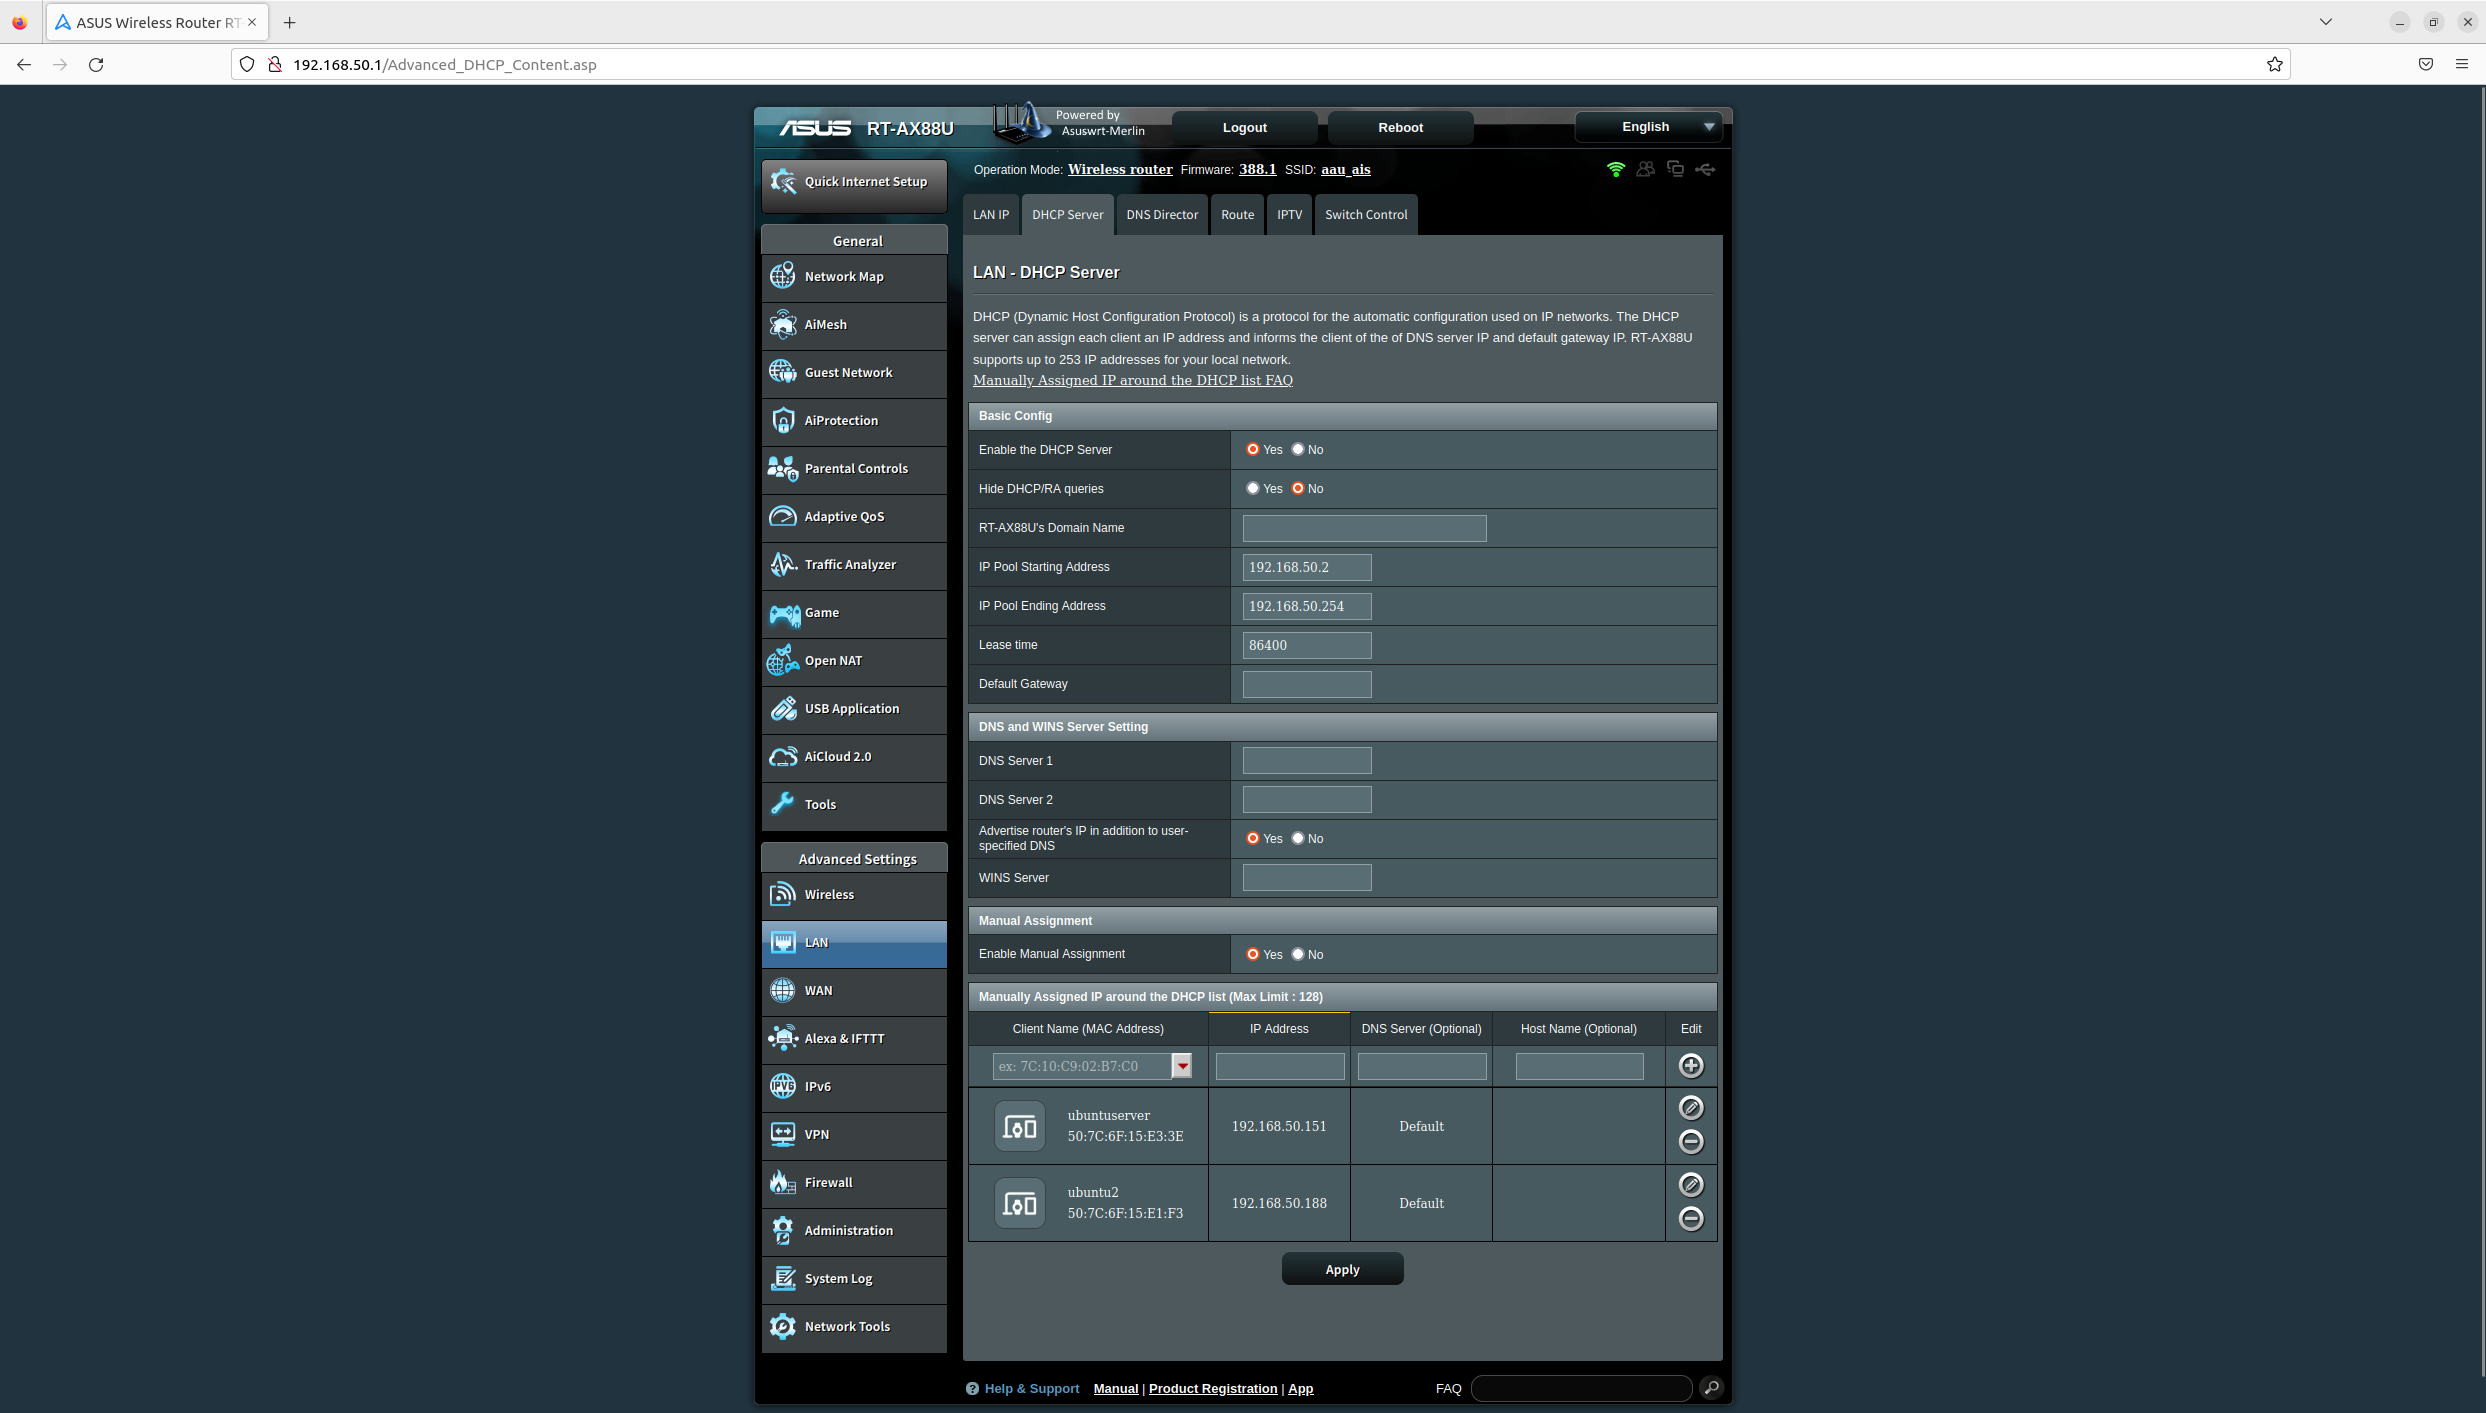 ASUS Wireless Router RT-
192.168.50.1/Advanced_DHCP_Content.asp
ASUS RT-AX88U
Powered by
Asuswrt-Merlin
Logout
Reboot
English
Quick Internet Setup
Operation Mode: Wireless router Firmware: 388.1 SSID: aau_ais
LAN IP
DHCP Server
DNS Director
Route
IPTV
Switch Control
General
Network Map
AiMesh
Guest Network
AiProtection
Parental Controls
Adaptive QoS
Traffic Analyzer
Game
Open NAT
USB Application
AiCloud 2.0
Tools
Advanced Settings
Wireless
LAN
WAN
Alexa & IFTTT
IPv6
VPN
Firewall
Administration
System Log
Network Tools
LAN - DHCP Server
DHCP (Dynamic Host Configuration Protocol) is a protocol for the automatic configuration used on IP networks. The DHCP
server can assign each client an IP address and informs the client of the of DNS server IP and default gateway IP. RT-AX88U
supports up to 253 IP addresses for your local network.
Manually Assigned IP around the DHCP list FAQ
Basic Config
Enable the DHCP Server Yes No
Hide DHCP/RA queries Yes No
RT-AX88U's Domain Name
IP Pool Starting Address 192.168.50.2
IP Pool Ending Address 192.168.50.254
Lease time 86400
Default Gateway
DNS and WINS Server Setting
DNS Server 1
DNS Server 2
Advertise router's IP in addition to user-
specified DNS
Yes No
WINS Server
Manual Assignment
Enable Manual Assignment Yes No
Manually Assigned IP around the DHCP list (Max Limit : 128)
Client Name (MAC Address) IP Address DNS Server (Optional) Host Name (Optional) Edit
ex: 7C:10:C9:02:B7:C0
ubuntuserver
50:7C:6F:15:E3:3E
192.168.50.151 Default
ubuntu2
50:7C:6F:15:E1:F3
192.168.50.188 Default
Apply
Help & Support Manual | Product Registration | App FAQ